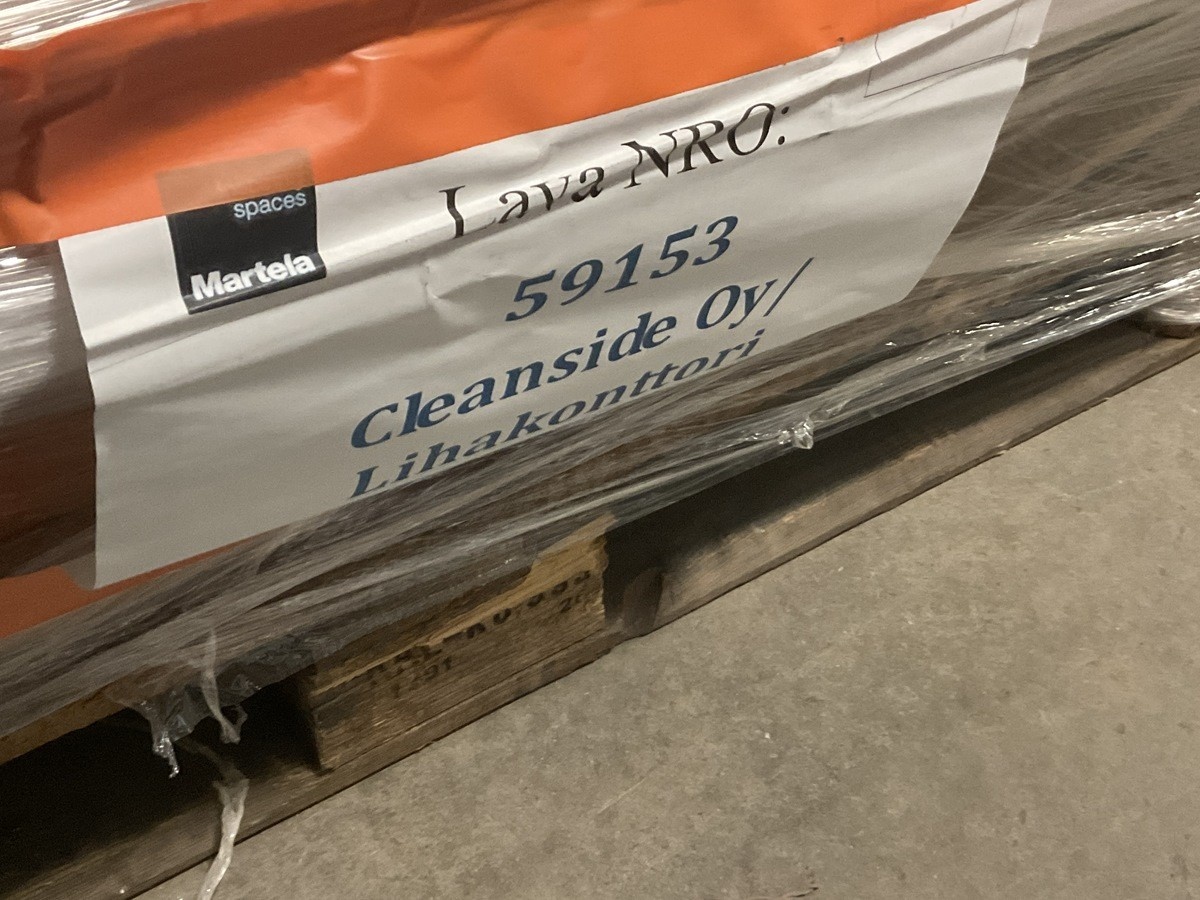 spaces
Martela
Lava NRO:
59153
Cleanside Oy/
Lihakonttori